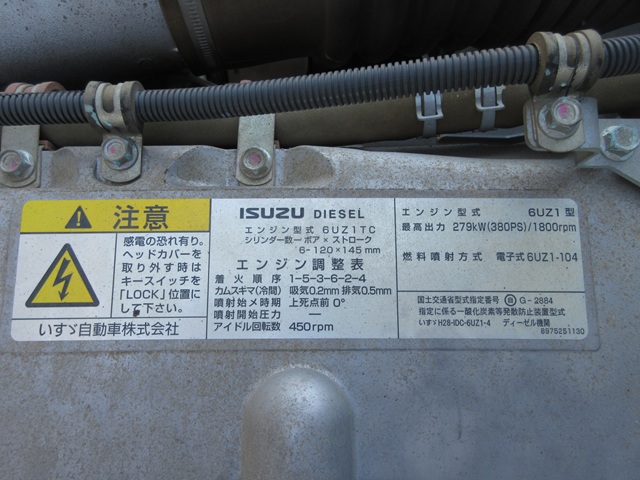 注意
感電の恐れ有り。
ヘッドカバーを
取り外す時は
キースイッチを
「LOCK」位置に
して下さい。
いすゞ自動車株式会社
ISUZU DIESEL
エンジン型式 6UZ1TC
シリンダ数ーボア×ストローク
6-120×145mm
エンジン調整表
着火順序 1-5-3-6-2-4
カムスキマ(冷間) 吸気0.2mm 排気0.5mm
噴射始メ時期 上死点前0°
噴射開始圧力 —
アイドル回転数 450rpm
エンジン型式 6UZ1型
最高出力 279kW(380PS)/1800rpm
燃料噴射方式 電子式6UZ1-104
国土交通省型式指定番号 G-2884
指定に係る一酸化炭素等発散防止装置型式
いすゞH28-IDC-6UZ1-4 ディーゼル機関
8975251130